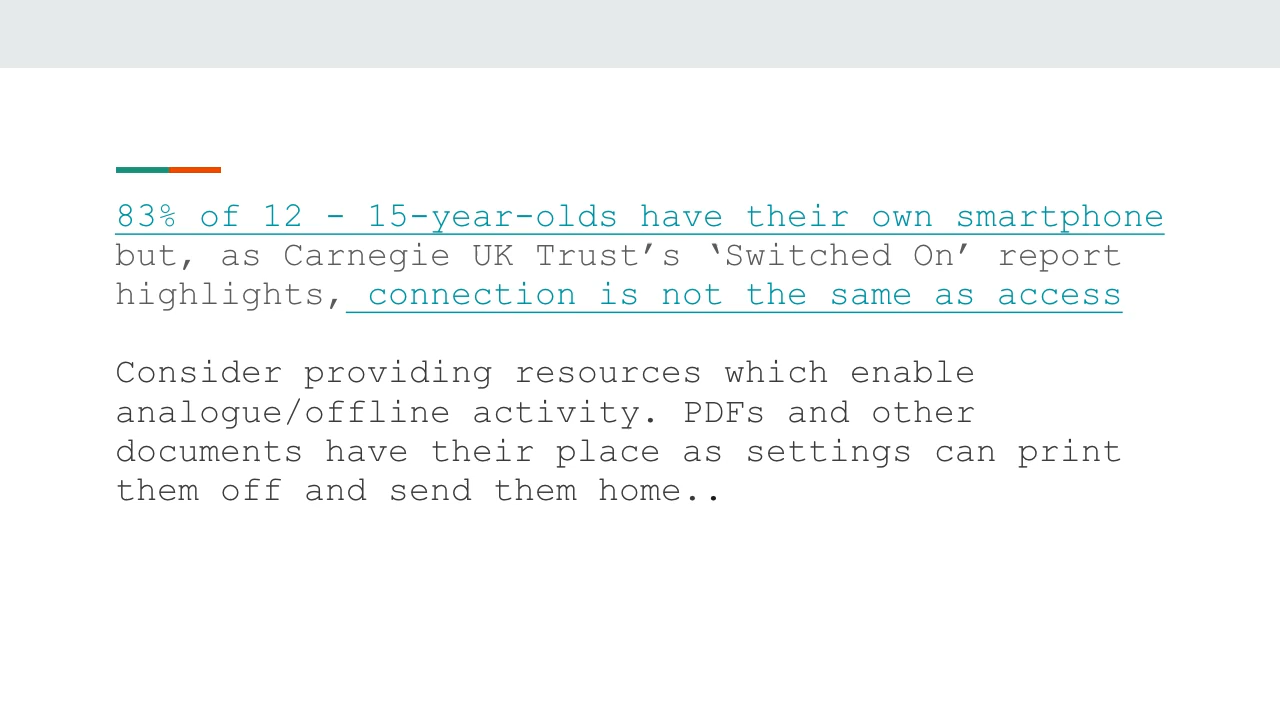 83% of 12 - 15-year-olds have their own smartphone
but, as Carnegie UK Trust’s ‘Switched On’ report
highlights, connection is not the same as access
Consider providing resources which enable
analogue/offline activity. PDFs and other
documents have their place as settings can print
them off and send them home..